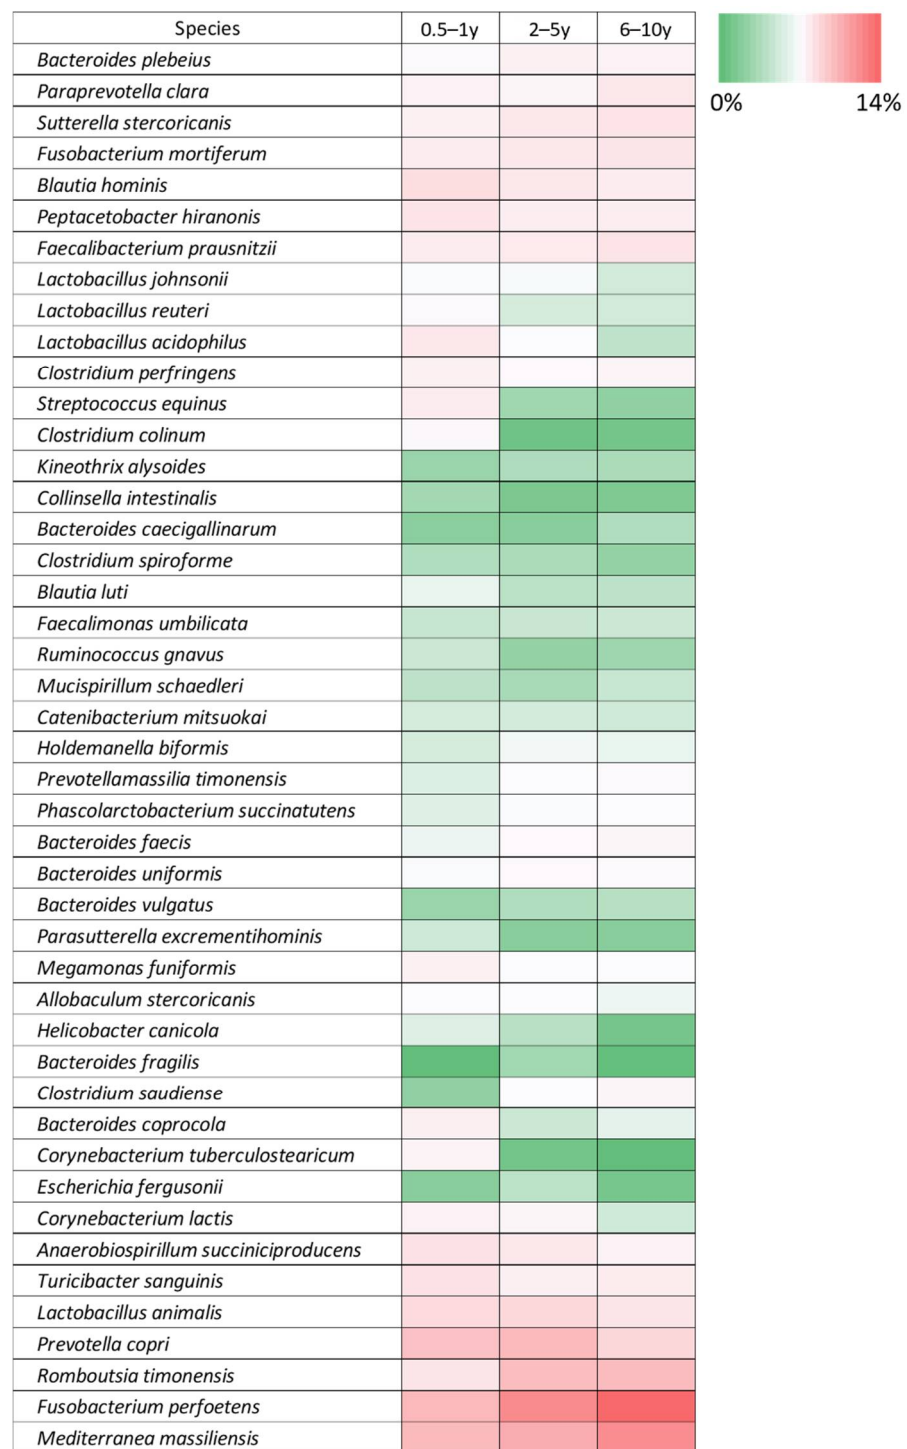 Species 0.5–1y 2–5y 6–10y
0% 14%
Bacteroides plebeius
Paraprevotella clara
Sutterella stercoricanis
Fusobacterium mortiferum
Blautia hominis
Peptacetobacter hiranonis
Faecalibacterium prausnitzii
Lactobacillus johnsonii
Lactobacillus reuteri
Lactobacillus acidophilus
Clostridium perfringens
Streptococcus equinus
Clostridium colinum
Kineothrix alysoides
Collinsella intestinalis
Bacteroides caecigallinarum
Clostridium spiroforme
Blautia luti
Faecalimonas umbilicata
Ruminococcus gnavus
Mucispirillum schaedleri
Catenibacterium mitsuokai
Holdemanella biformis
Prevotellamassilia timonensis
Phascolarctobacterium succinatutens
Bacteroides faecis
Bacteroides uniformis
Bacteroides vulgatus
Parasutterella excrementihominis
Megamonas funiformis
Allobaculum stercoricanis
Helicobacter canicola
Bacteroides fragilis
Clostridium saudiense
Bacteroides coprocola
Corynebacterium tuberculostearicum
Escherichia fergusonii
Corynebacterium lactis
Anaerobiospirillum succiniciproducens
Turicibacter sanguinis
Lactobacillus animalis
Prevotella copri
Romboutsia timonensis
Fusobacterium perfoetens
Mediterranea massiliensis